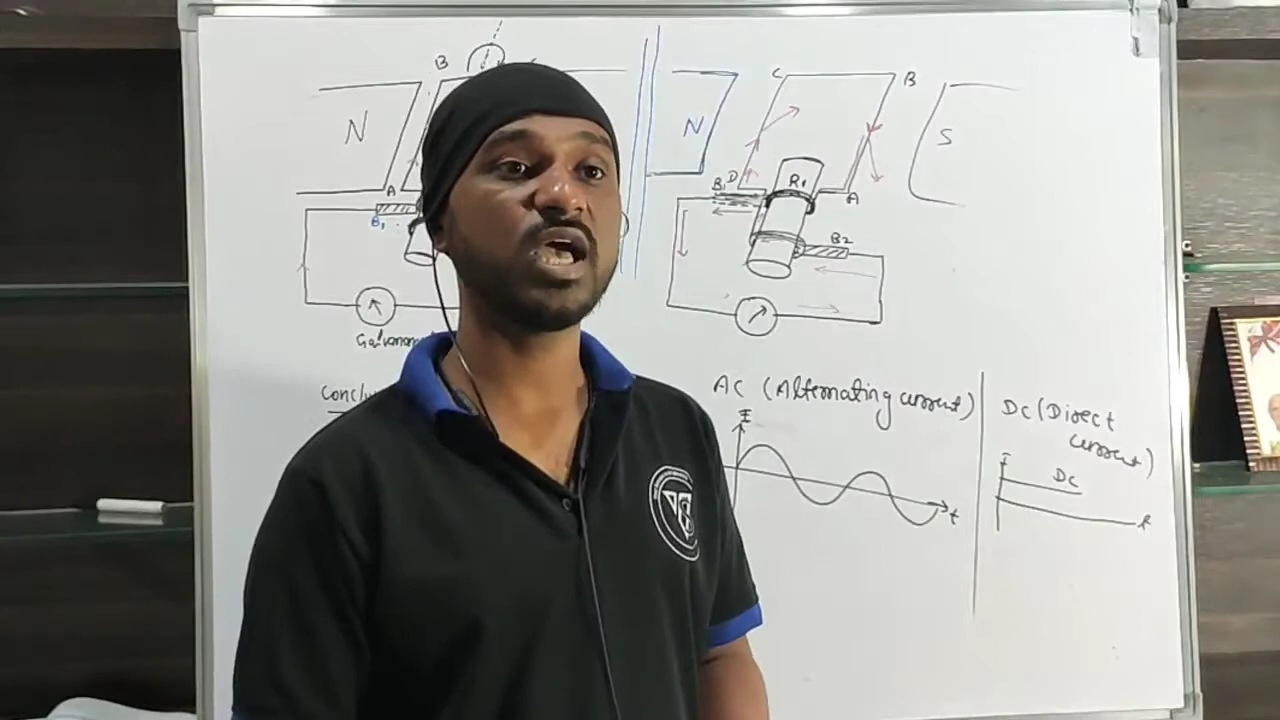 B
N
A
B₁
Galvanom
Conclu
N
C
B
S
B₁
D
R₁
A
B2
AC (Alternating current)
I
t
DC (Direct
current)
I
DC
t